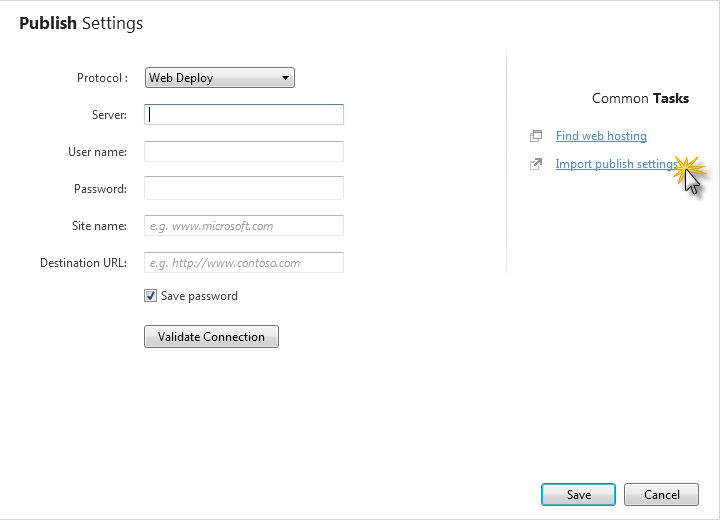 Publish Settings
Protocol :
Web Deploy
Server:
User name:
Password:
Site name:
e.g. www.microsoft.com
Destination URL:
e.g. http://www.contoso.com
Save password
Validate Connection
Common Tasks
Find web hosting
Import publish settings
Save
Cancel